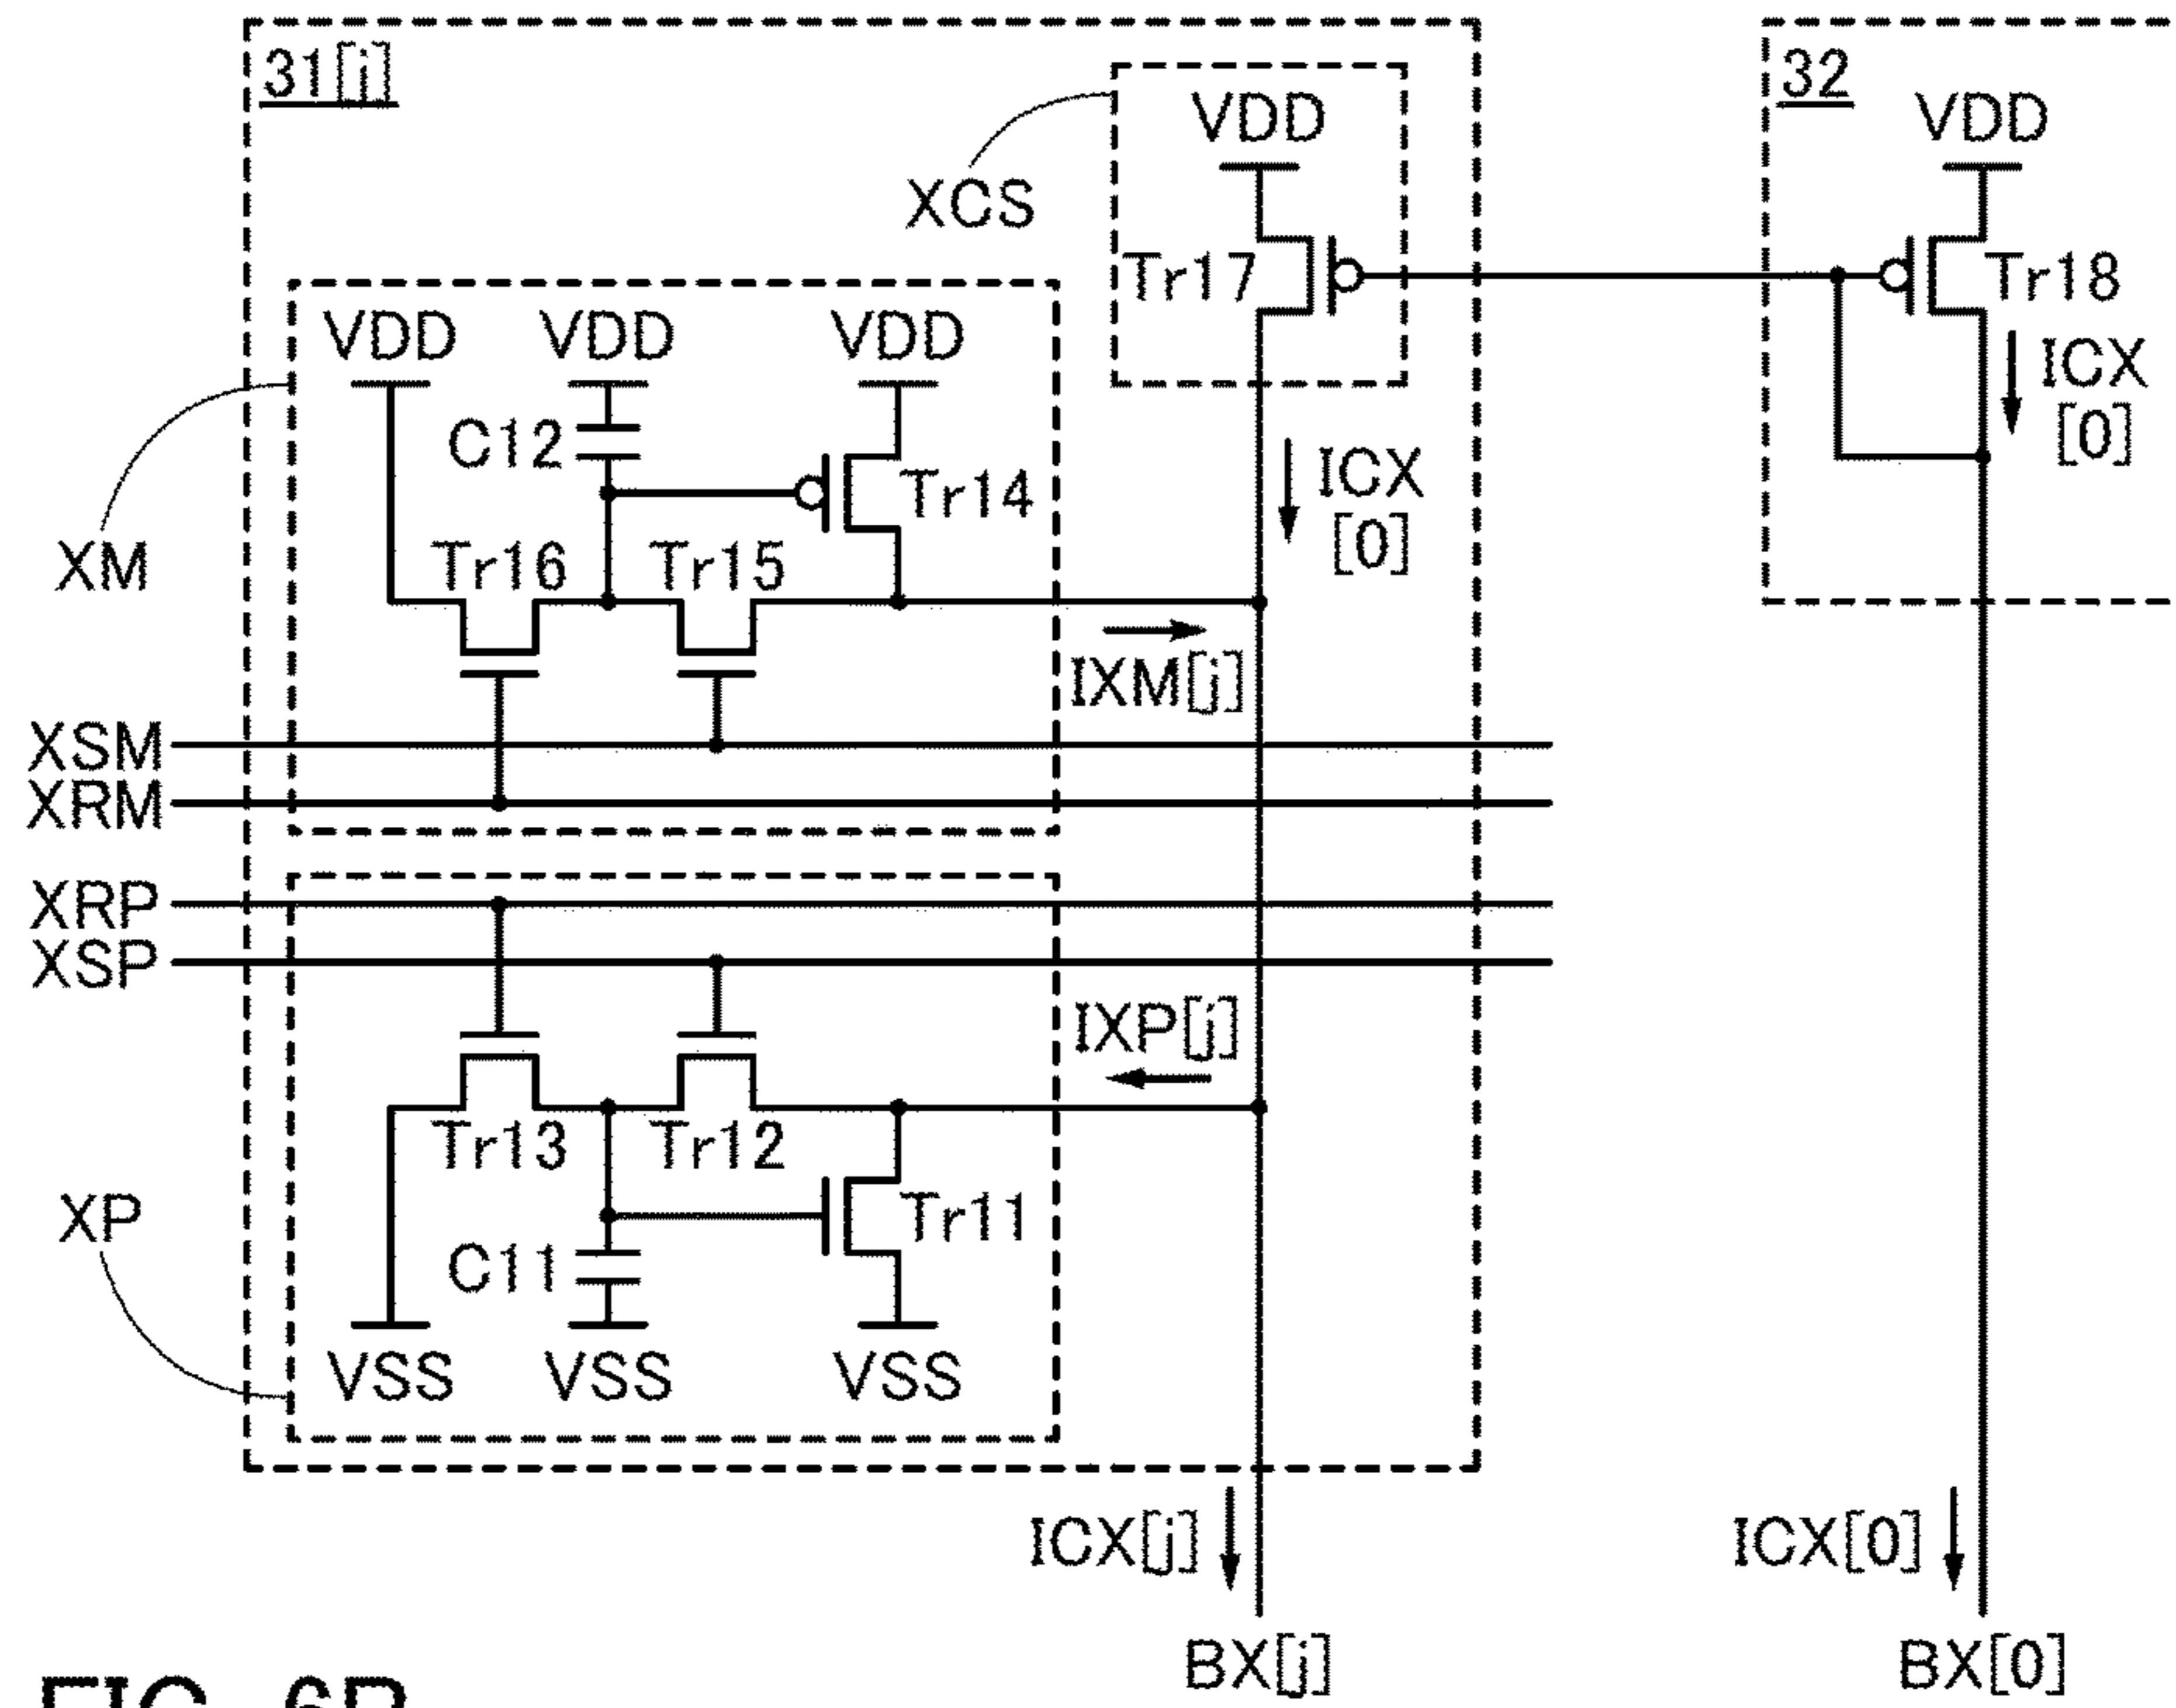 31[j]
32
VDD
VDD
XCS
Tr17
Tr18
VDD
VDD
VDD
ICX
[0]
C12
Tr14
ICX
[0]
XM
Tr16
Tr15
IXM[j]
XSM
XRM
XRP
XSP
IXP[j]
Tr13
Tr12
XP
Tr11
C11
VSS
VSS
VSS
ICX[j]
ICX[0]
BX[j]
BX[0]